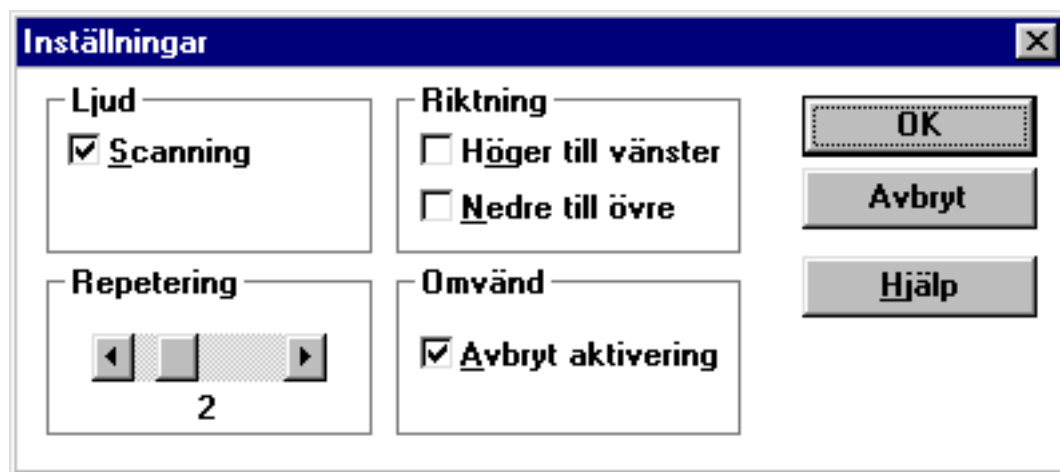 Inställningar
Ljud
Scanning
Riktning
Höger till vänster
Nedre till övre
Repetering
2
Omvänd
Avbryt aktivering
OK
Avbryt
Hjälp